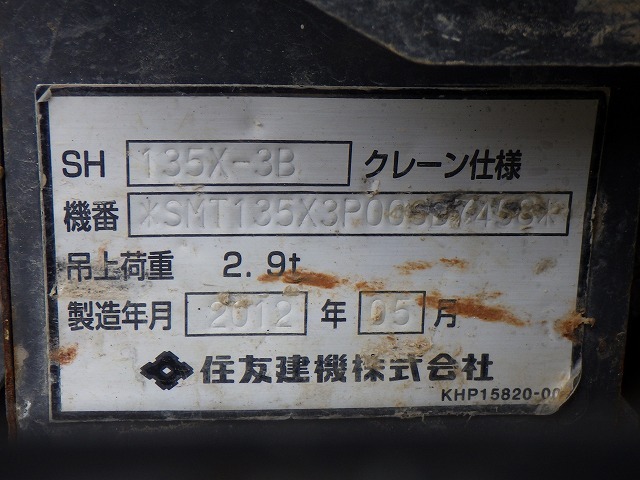 SH 135X-3B クレーン仕様
機番
吊上荷重 2.9t
製造年月 2012 年 05 月
住友建機株式会社
KHP15820-00